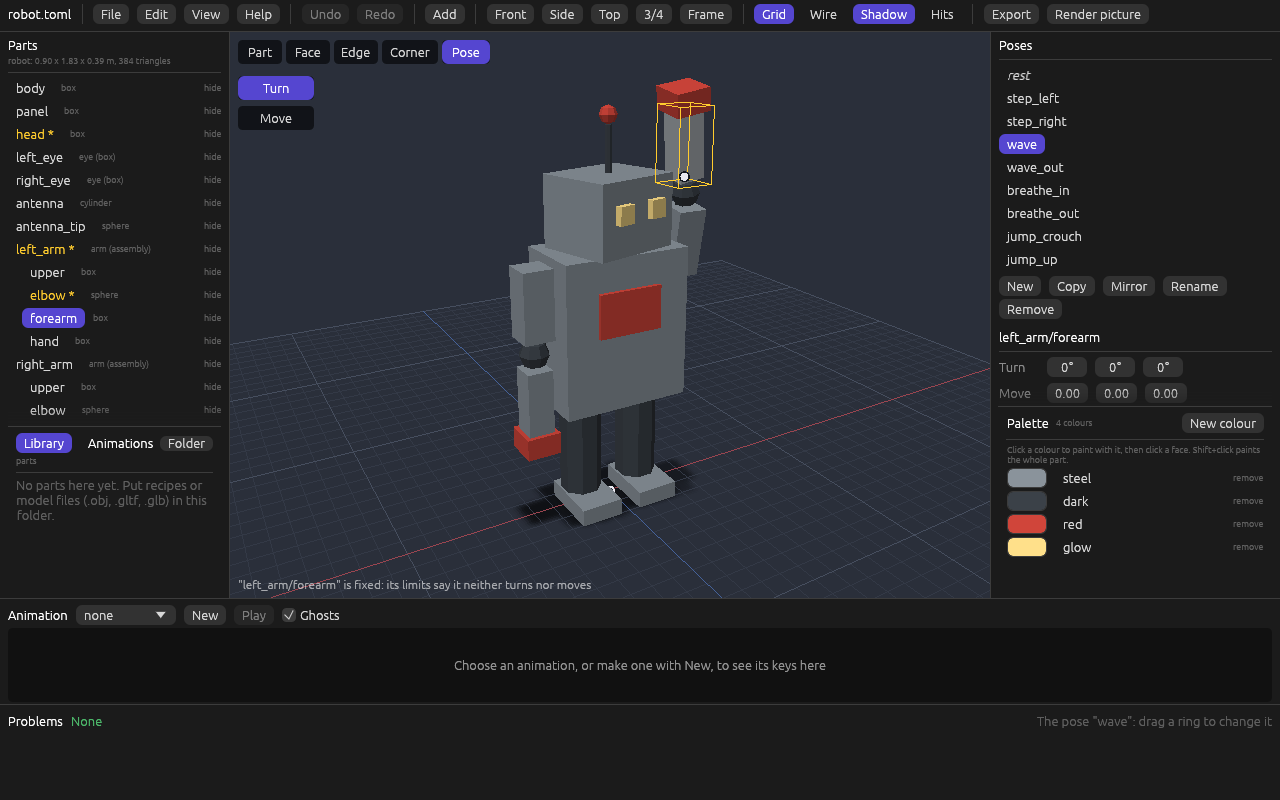 robot.toml File Edit View Help Undo Redo Add Front Side Top 3/4 Frame Grid Wire Shadow Hits Export Render picture
Parts
robot: 0.90 x 1.83 x 0.39 m, 384 triangles
body box hide
panel box hide
head * box hide
left_eye eye (box) hide
right_eye eye (box) hide
antenna cylinder hide
antenna_tip sphere hide
left_arm * arm (assembly) hide
upper box hide
elbow * sphere hide
forearm box hide
hand box hide
right_arm arm (assembly) hide
upper box hide
elbow sphere hide
Library Animations Folder
parts
No parts here yet. Put recipes or
model files (.obj, .gltf, .glb) in this
folder.
Part Face Edge Corner Pose
Turn
Move
"left_arm/forearm" is fixed: its limits say it neither turns nor moves
Poses
rest
step_left
step_right
wave
wave_out
breathe_in
breathe_out
jump_crouch
jump_up
New Copy Mirror Rename
Remove
left_arm/forearm
Turn 0° 0° 0°
Move 0.00 0.00 0.00
Palette 4 colours New colour
Click a colour to paint with it, then click a face. Shift+click paints
the whole part.
steel remove
dark remove
red remove
glow remove
Animation none New Play Ghosts
Choose an animation, or make one with New, to see its keys here
Problems None
The pose "wave": drag a ring to change it